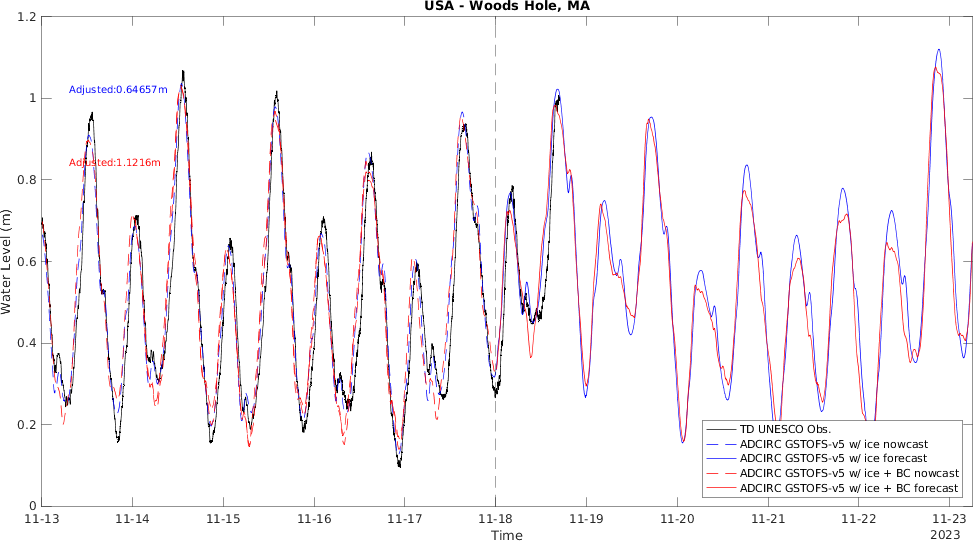 USA - Woods Hole, MA
1.2
1
0.8
0.6
0.4
0.2
0
Water Level (m)
Adjusted:0.64657m
Adjusted:1.1216m
TD UNESCO Obs.
ADCIRC GSTOFS-v5 w/ ice nowcast
ADCIRC GSTOFS-v5 w/ ice forecast
ADCIRC GSTOFS-v5 w/ ice + BC nowcast
ADCIRC GSTOFS-v5 w/ ice + BC forecast
11-13 11-14 11-15 11-16 11-17 11-18 11-19 11-20 11-21 11-22 11-23
2023
Time